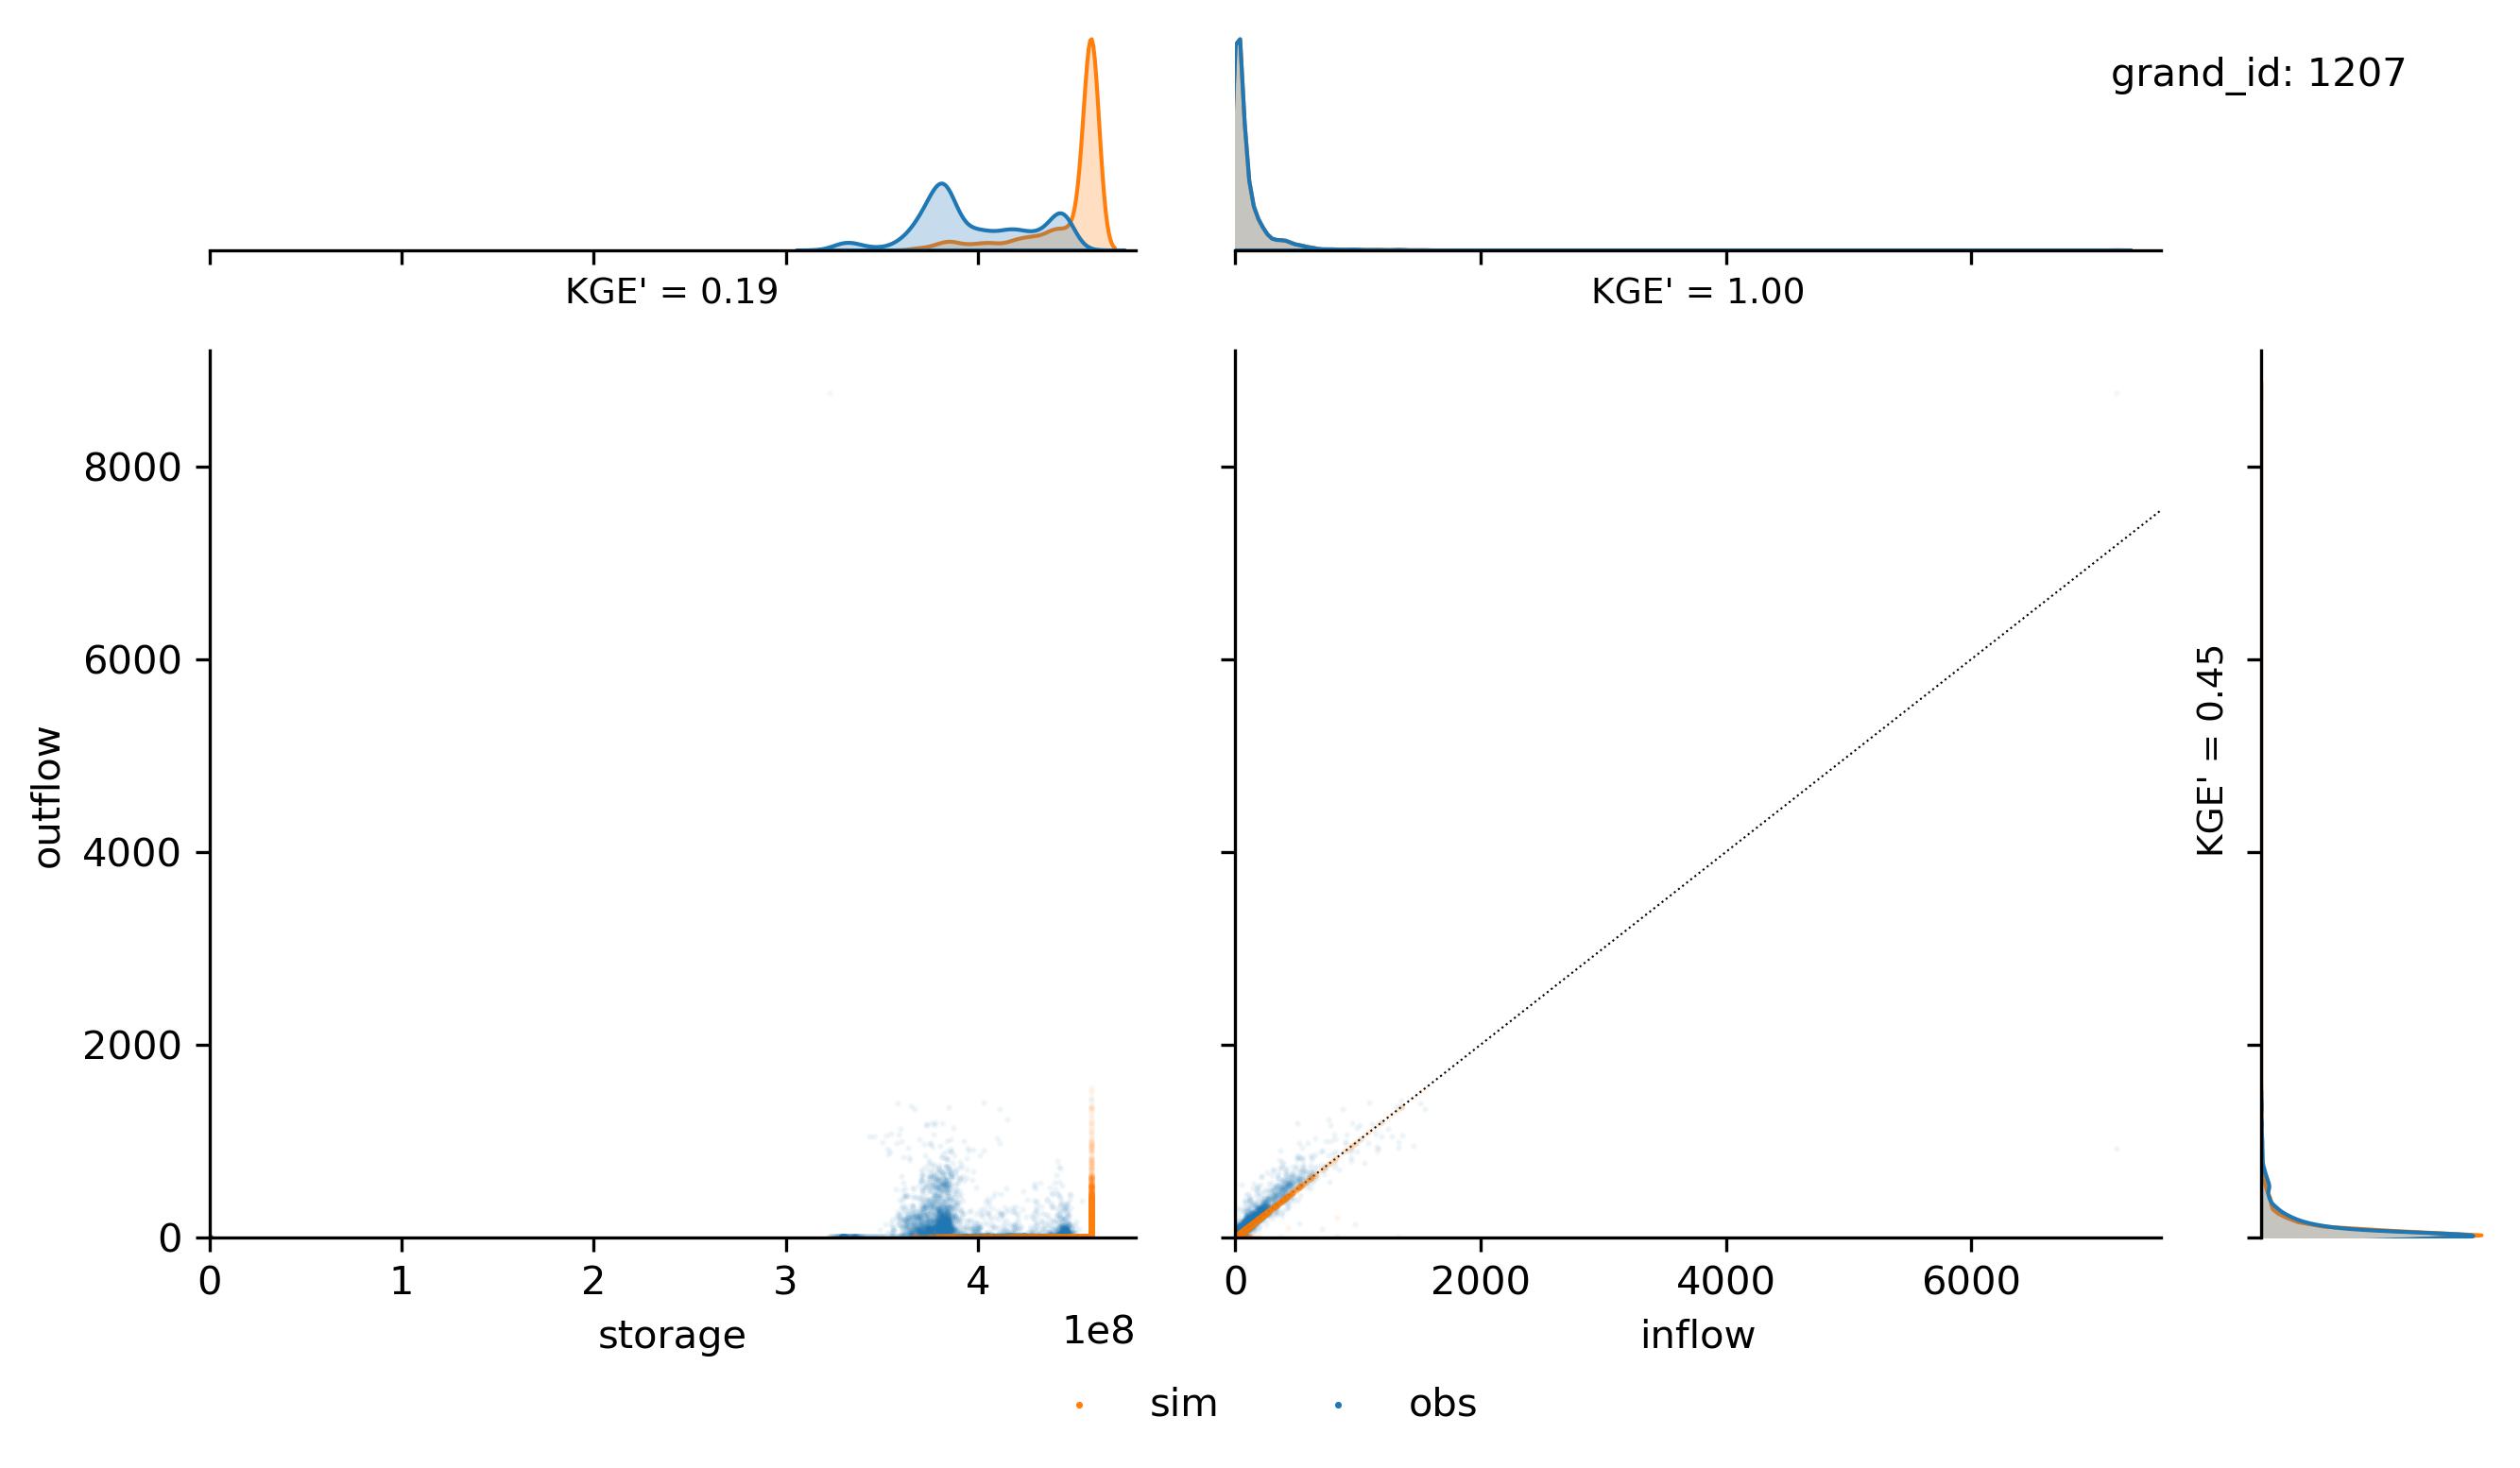 grand_id: 1207
KGE' = 0.19
KGE' = 1.00
outflow
8000
6000
4000
2000
0
KGE' = 0.45
0 1 2 3 4
1e8
storage
0 2000 4000 6000
inflow
sim obs